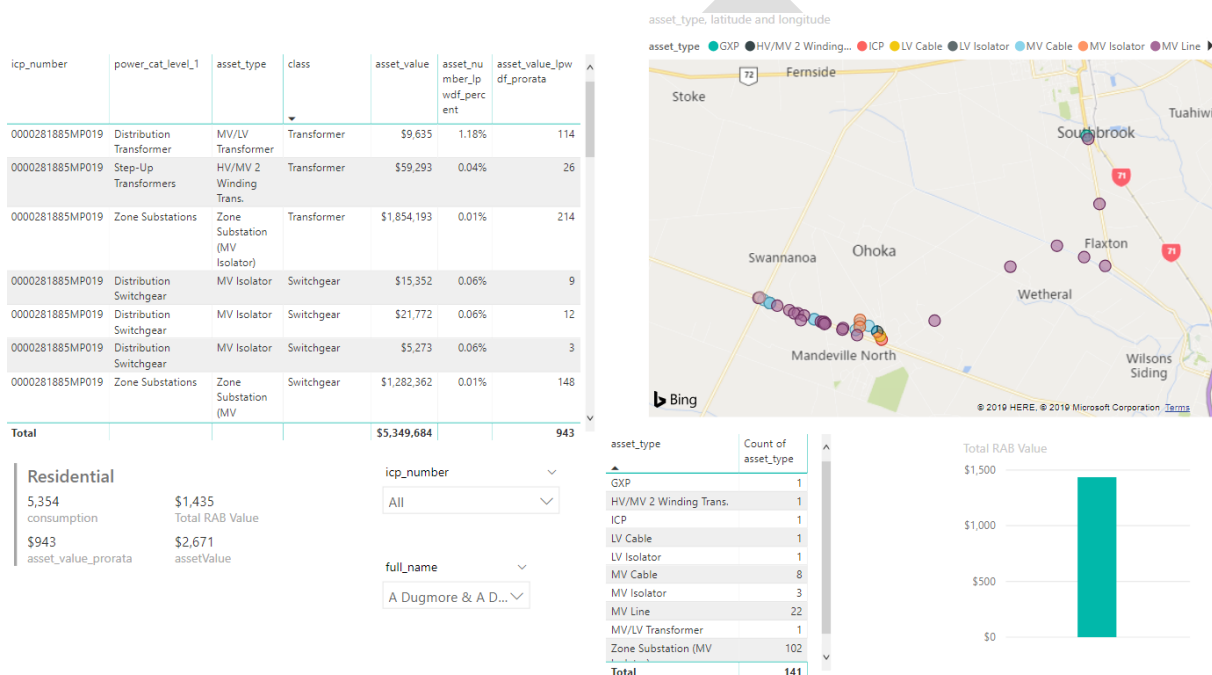 asset_type, latitude and longitude
asset_type GXP HV/MV 2 Winding... ICP LV Cable LV Isolator MV Cable MV Isolator MV Line
72
Fernside
Stoke
Tuahiwi
Southbrook
71
Flaxton
71
Ohoka
Swannanoa
Wetheral
Mandeville North
Wilsons
Siding
Bing
© 2019 HERE, © 2019 Microsoft Corporation Terms
icp_number power_cat_level_1 asset_type class asset_value asset_nu asset_value_lpw
mber_lp df_prorata
wdf_perc
ent
0000281885MP019 Distribution MV/LV Transformer $9,635 1.18% 114
Transformer Transformer
0000281885MP019 Step-Up HV/MV 2 Transformer $59,293 0.04% 26
Transformers Winding
Trans.
0000281885MP019 Zone Substations Zone Transformer $1,854,193 0.01% 214
Substation
(MV
Isolator)
0000281885MP019 Distribution MV Isolator Switchgear $15,352 0.06% 9
Switchgear
0000281885MP019 Distribution MV Isolator Switchgear $21,772 0.06% 12
Switchgear
0000281885MP019 Distribution MV Isolator Switchgear $5,273 0.06% 3
Switchgear
0000281885MP019 Zone Substations Zone Switchgear $1,282,362 0.01% 148
Substation
(MV
Total $5,349,684 943
Residential
5,354 $1,435
consumption Total RAB Value
$943 $2,671
asset_value_prorata assetValue
icp_number
All
full_name
A Dugmore & A D...
asset_type Count of
asset_type
GXP 1
HV/MV 2 Winding Trans. 1
ICP 1
LV Cable 1
LV Isolator 1
MV Cable 8
MV Isolator 3
MV Line 22
MV/LV Transformer 1
Zone Substation (MV 102
Total 141
Total RAB Value
$1,500
$1,000
$500
$0